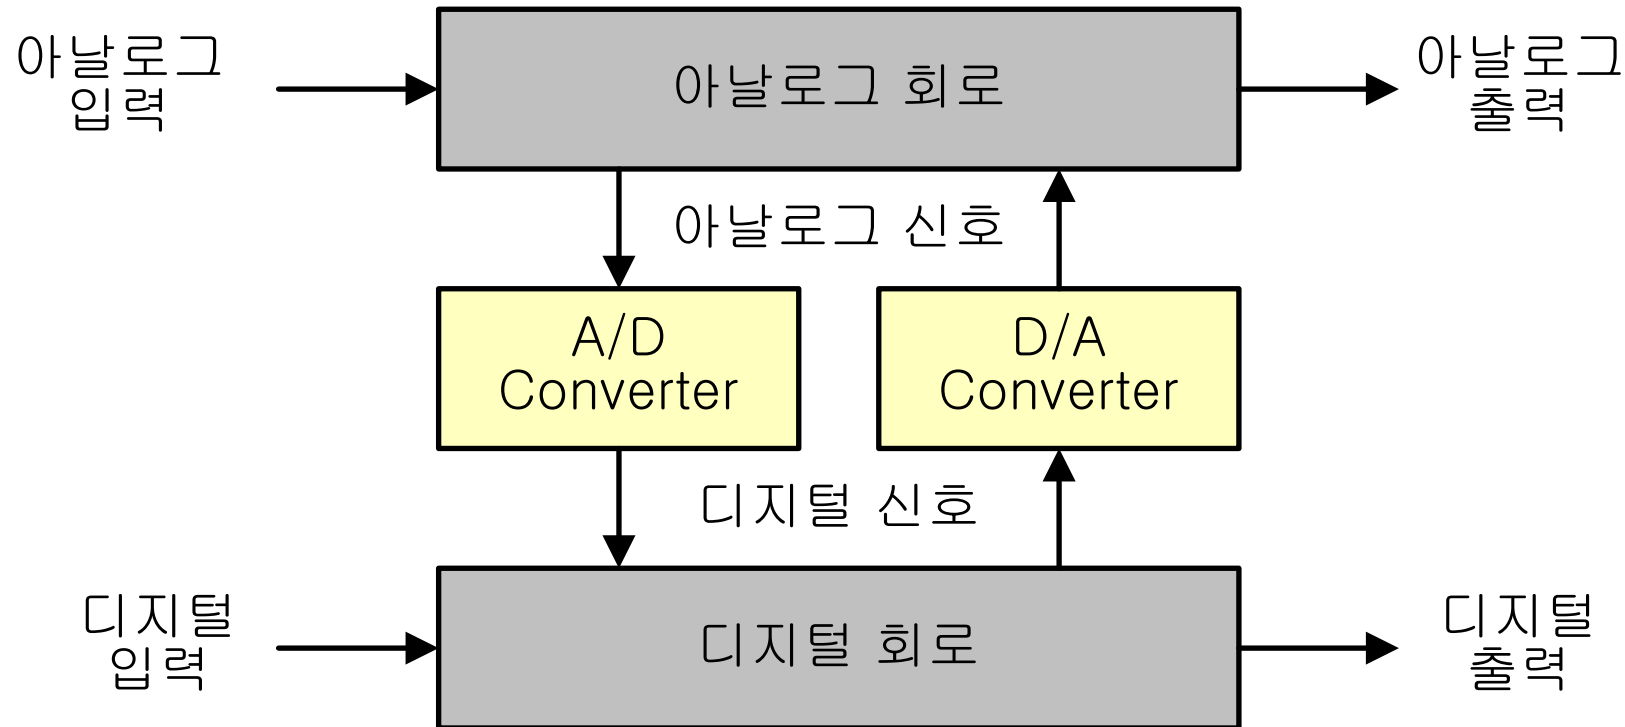 아날로그
입력
아날로그 회로
아날로그
출력
아날로그 신호
A/D
Converter
D/A
Converter
디지털 신호
디지털
입력
디지털 회로
디지털
출력